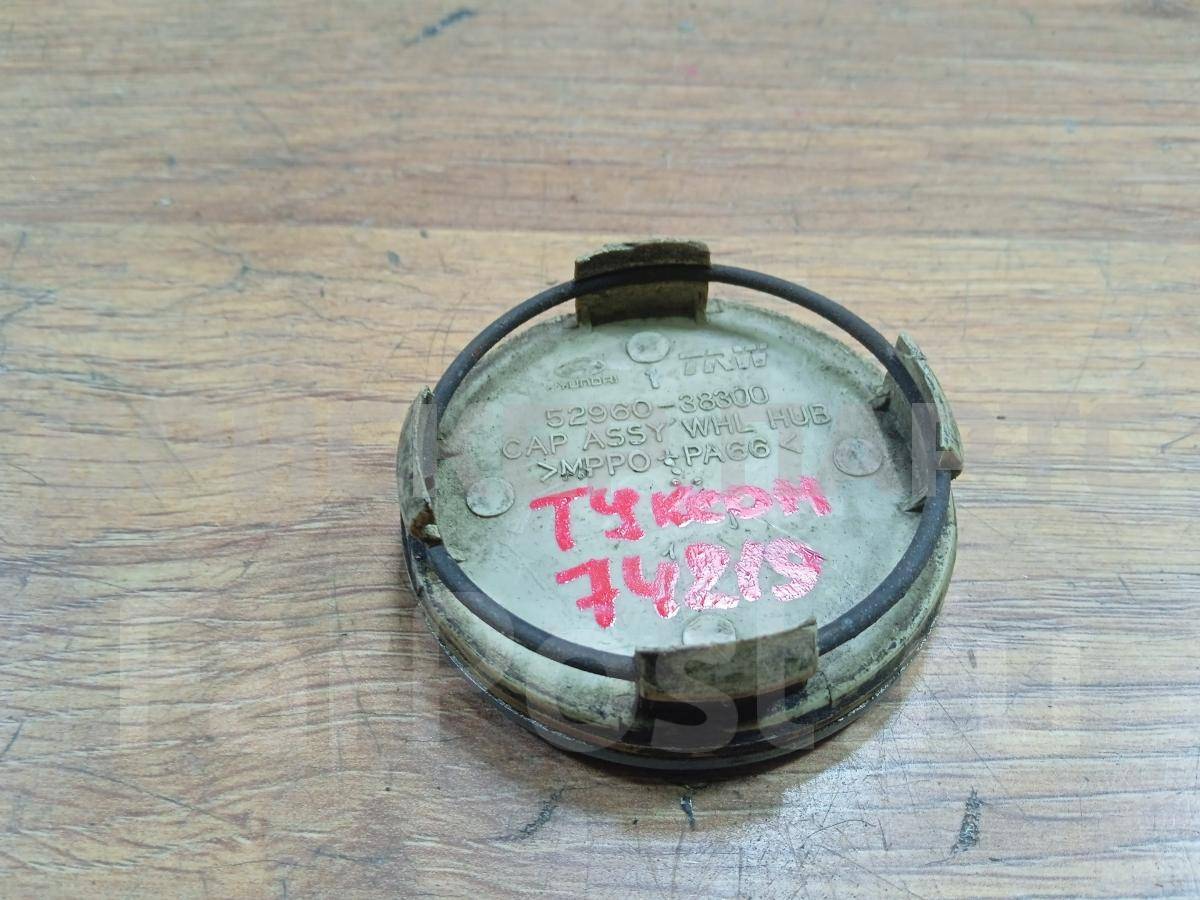 HYUNDAI TRW
52960-38300
CAP ASSY WHL HUB
>MPPO+PA66<
ТУКСОН
74219